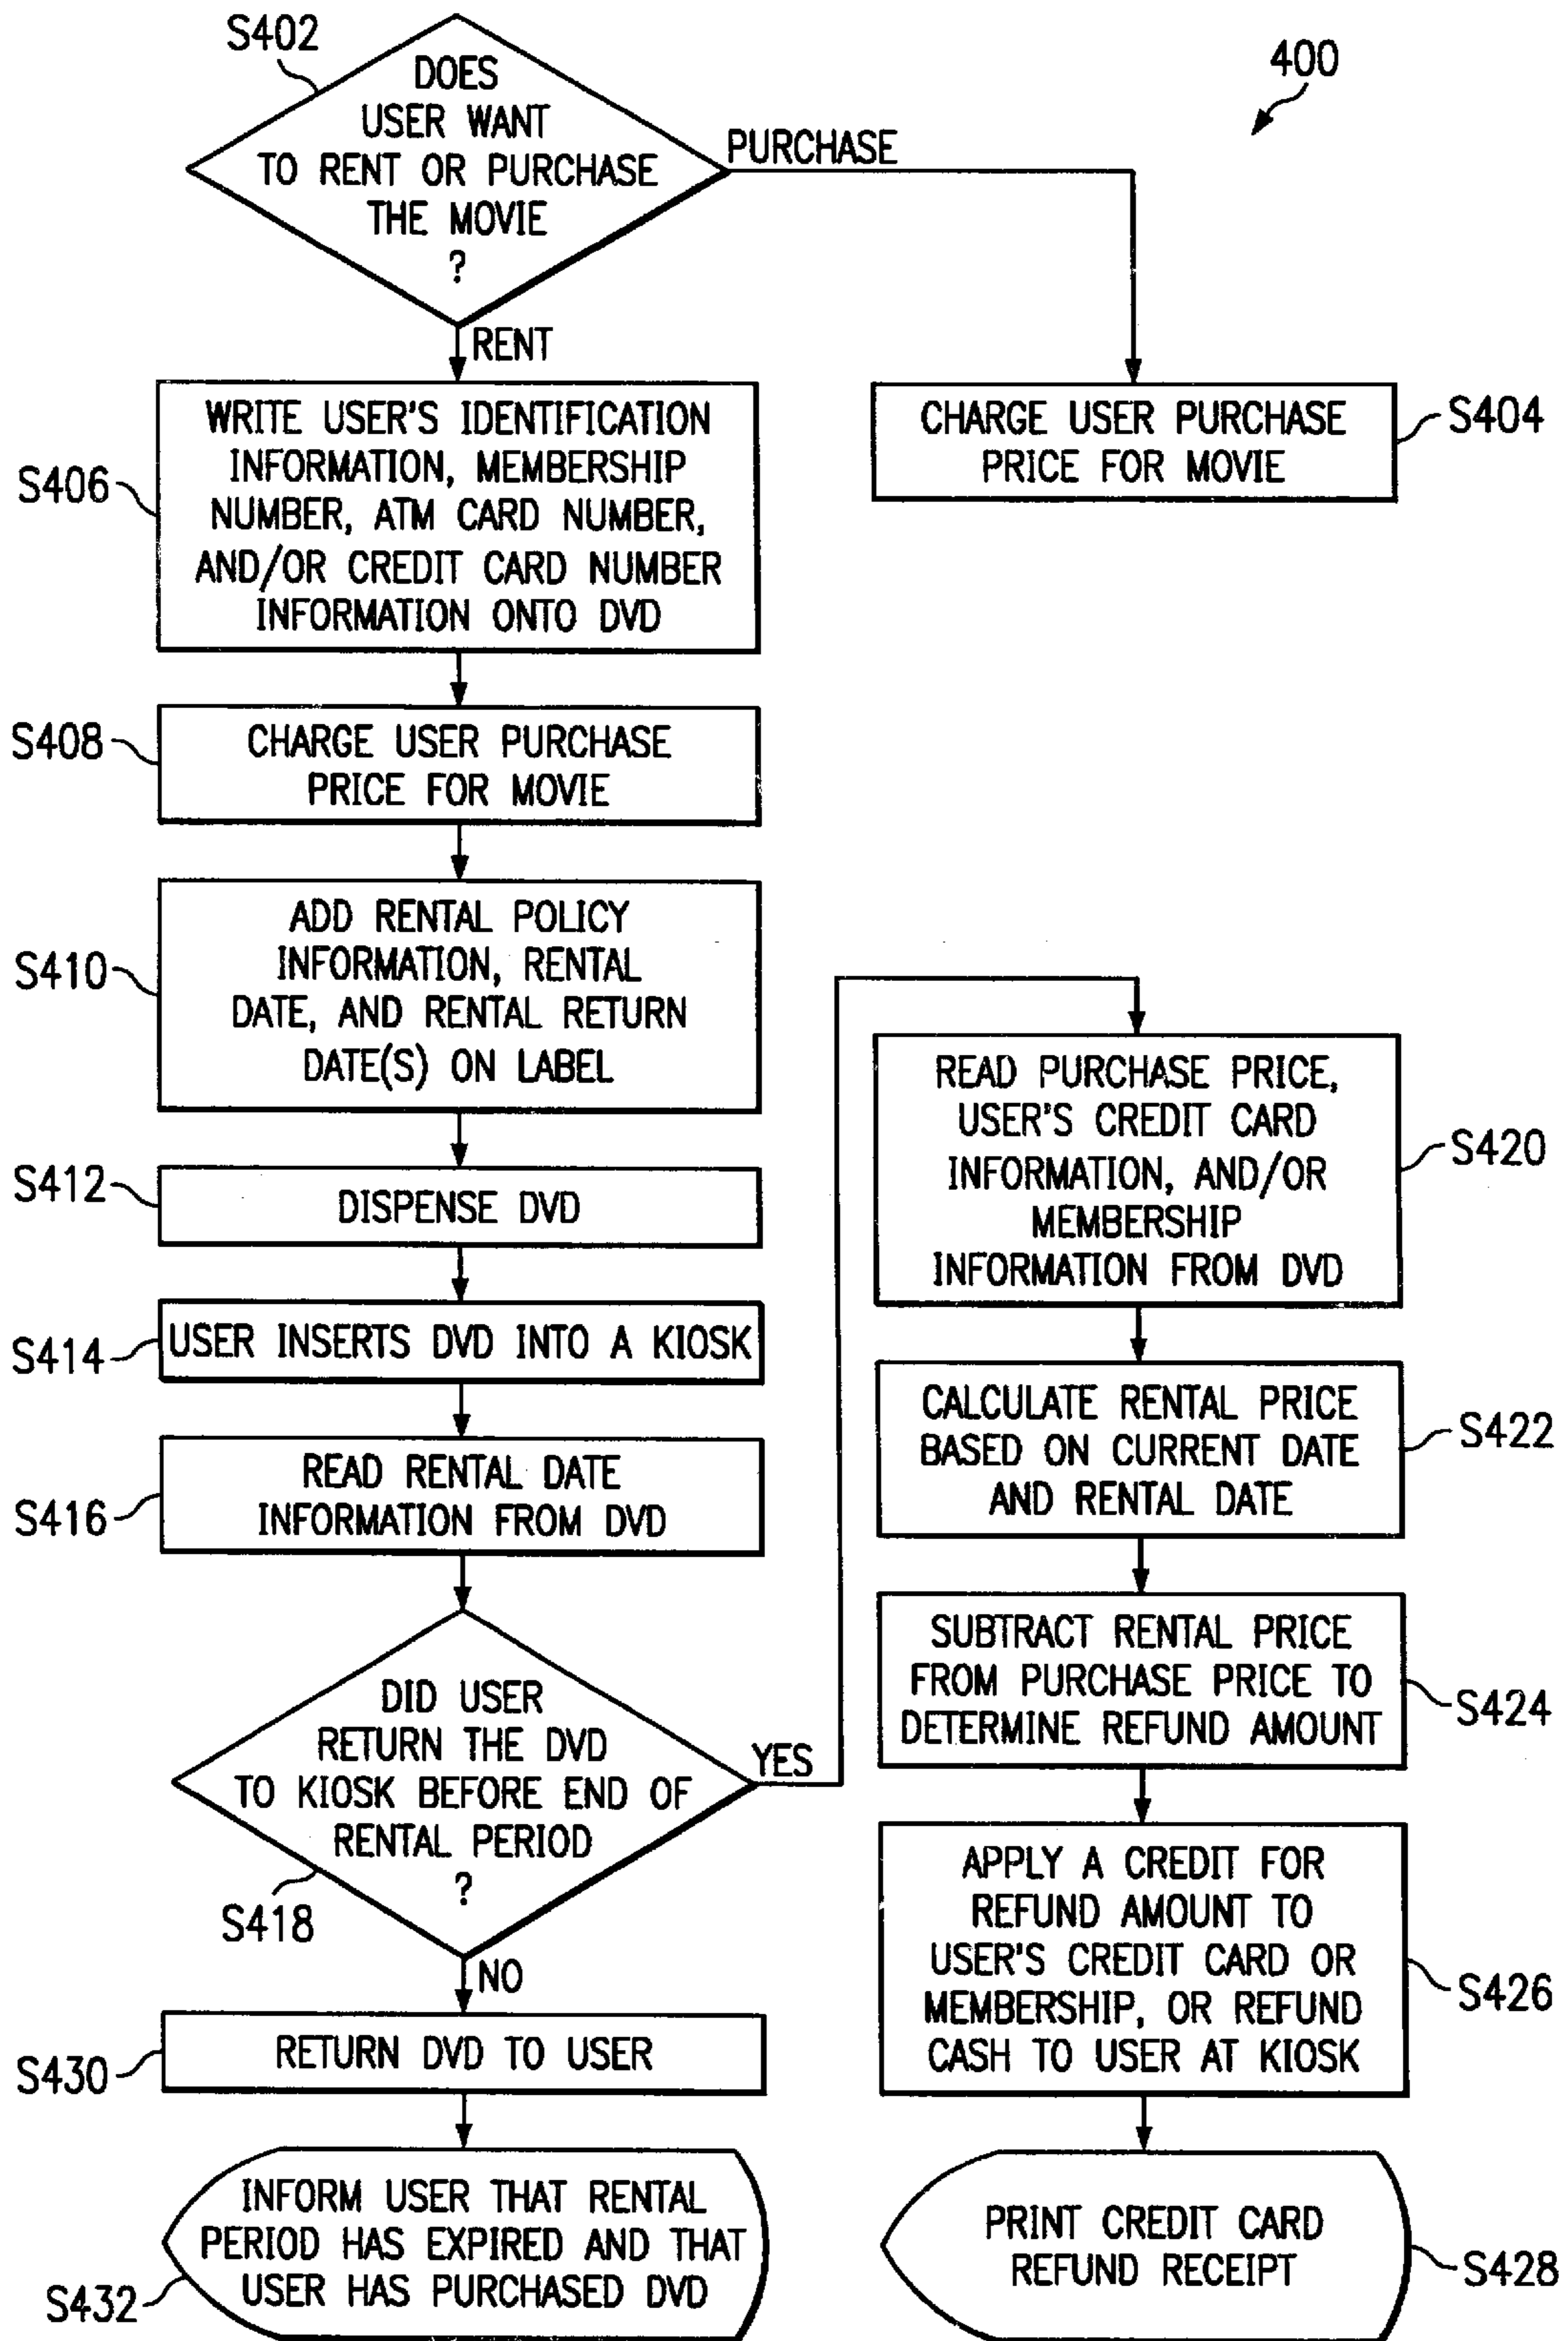 400
S402
DOES
USER WANT
TO RENT OR PURCHASE
THE MOVIE
?
PURCHASE
RENT
CHARGE USER PURCHASE
PRICE FOR MOVIE
S404
S406
WRITE USER'S IDENTIFICATION
INFORMATION, MEMBERSHIP
NUMBER, ATM CARD NUMBER,
AND/OR CREDIT CARD NUMBER
INFORMATION ONTO DVD
S408
CHARGE USER PURCHASE
PRICE FOR MOVIE
S410
ADD RENTAL POLICY
INFORMATION, RENTAL
DATE, AND RENTAL RETURN
DATE(S) ON LABEL
S412
DISPENSE DVD
S414
USER INSERTS DVD INTO A KIOSK
S416
READ RENTAL DATE
INFORMATION FROM DVD
S418
DID USER
RETURN THE DVD
TO KIOSK BEFORE END OF
RENTAL PERIOD
?
YES
NO
READ PURCHASE PRICE,
USER'S CREDIT CARD
INFORMATION, AND/OR
MEMBERSHIP
INFORMATION FROM DVD
S420
CALCULATE RENTAL PRICE
BASED ON CURRENT DATE
AND RENTAL DATE
S422
SUBTRACT RENTAL PRICE
FROM PURCHASE PRICE TO
DETERMINE REFUND AMOUNT
S424
APPLY A CREDIT FOR
REFUND AMOUNT TO
USER'S CREDIT CARD OR
MEMBERSHIP, OR REFUND
CASH TO USER AT KIOSK
S426
PRINT CREDIT CARD
REFUND RECEIPT
S428
S430
RETURN DVD TO USER
S432
INFORM USER THAT RENTAL
PERIOD HAS EXPIRED AND THAT
USER HAS PURCHASED DVD